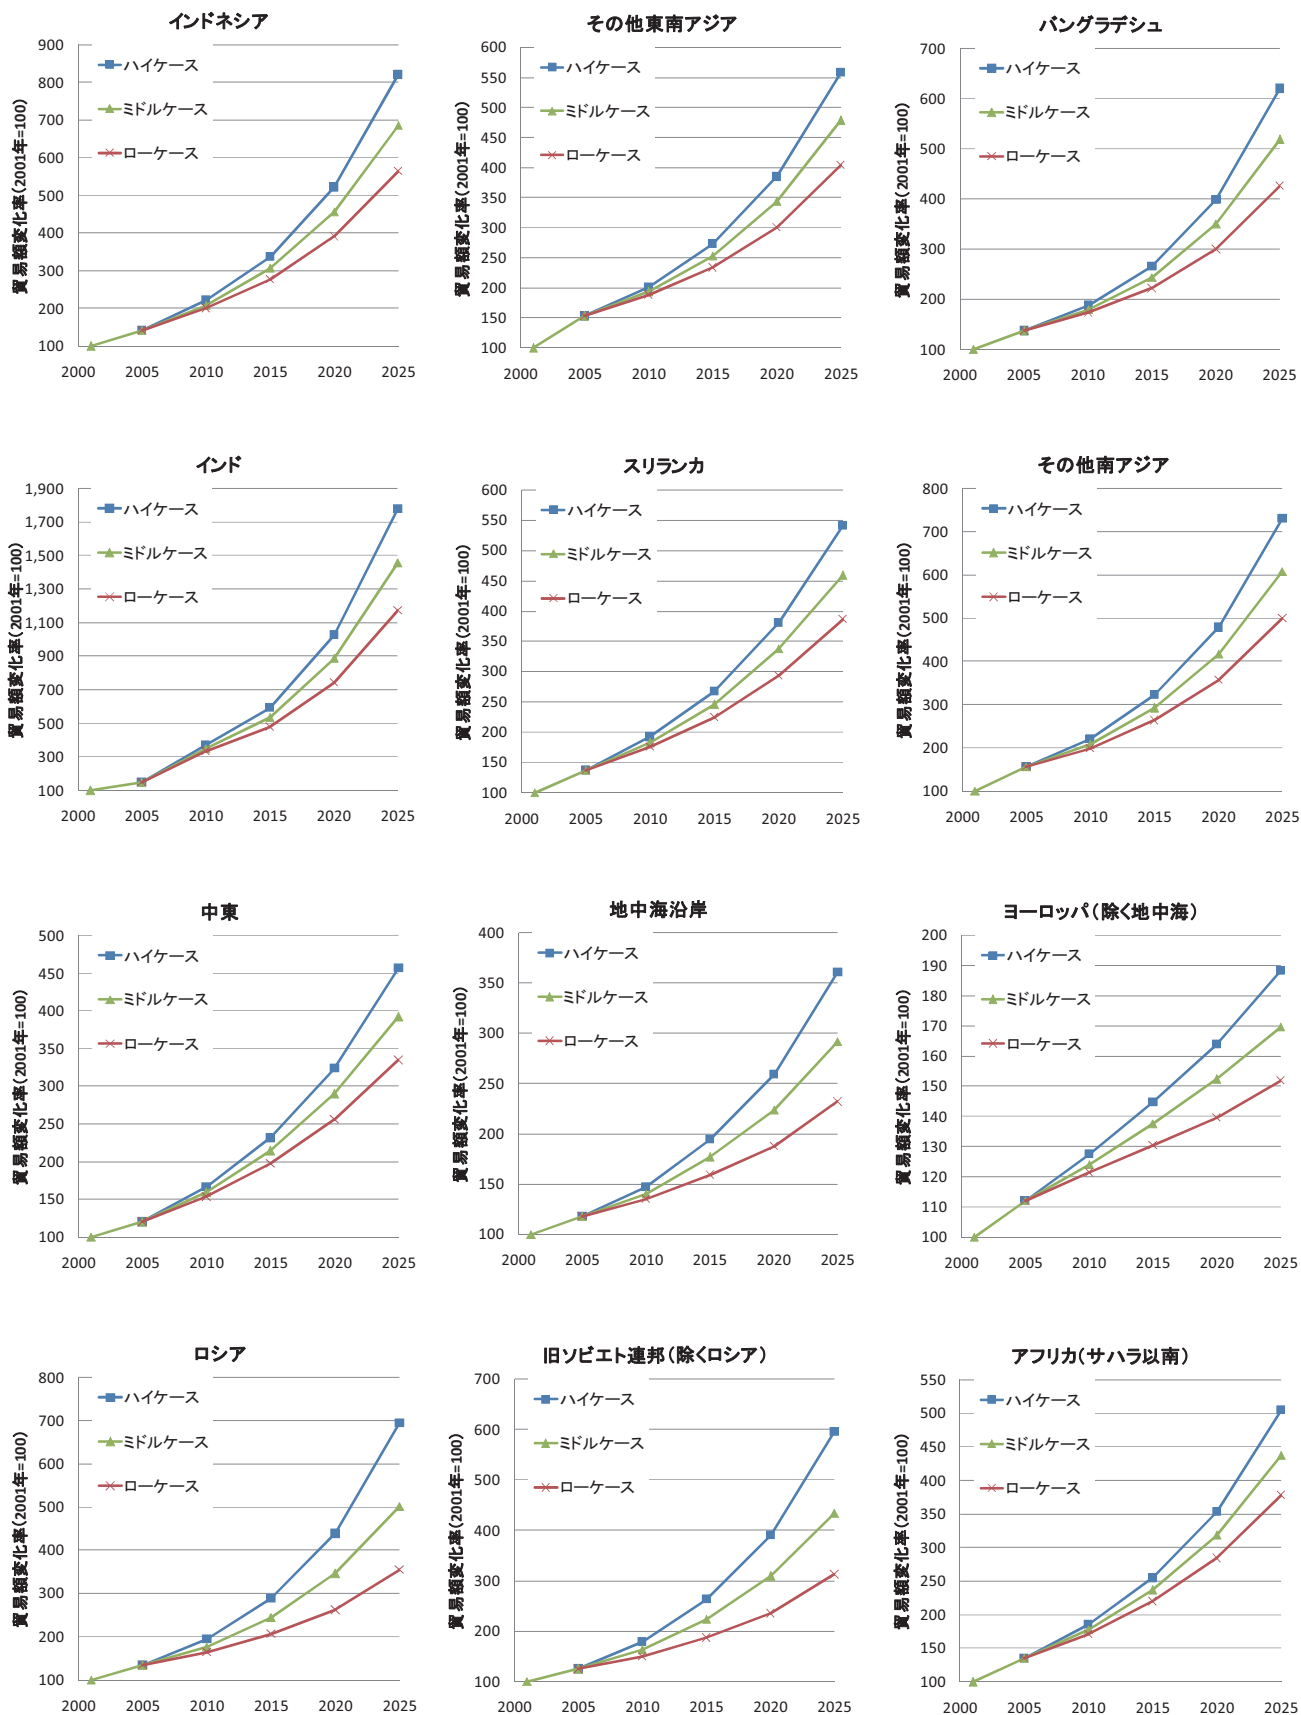 インドネシア
貿易額変化率(2001年=100)
900
800
700
600
500
400
300
200
100
2000 2005 2010 2015 2020 2025
ハイケース
ミドルケース
ローケース
その他東南アジア
貿易額変化率(2001年=100)
600
550
500
450
400
350
300
250
200
150
100
2000 2005 2010 2015 2020 2025
ハイケース
ミドルケース
ローケース
バングラデシュ
貿易額変化率(2001年=100)
700
600
500
400
300
200
100
2000 2005 2010 2015 2020 2025
ハイケース
ミドルケース
ローケース
インド
貿易額変化率(2001年=100)
1,900
1,700
1,500
1,300
1,100
900
700
500
300
100
2000 2005 2010 2015 2020 2025
ハイケース
ミドルケース
ローケース
スリランカ
貿易額変化率(2001年=100)
600
550
500
450
400
350
300
250
200
150
100
2000 2005 2010 2015 2020 2025
ハイケース
ミドルケース
ローケース
その他南アジア
貿易額変化率(2001年=100)
800
700
600
500
400
300
200
100
2000 2005 2010 2015 2020 2025
ハイケース
ミドルケース
ローケース
中東
貿易額変化率(2001年=100)
500
450
400
350
300
250
200
150
100
2000 2005 2010 2015 2020 2025
ハイケース
ミドルケース
ローケース
地中海沿岸
貿易額変化率(2001年=100)
400
350
300
250
200
150
100
2000 2005 2010 2015 2020 2025
ハイケース
ミドルケース
ローケース
ヨーロッパ(除く地中海)
貿易額変化率(2001年=100)
200
190
180
170
160
150
140
130
120
110
100
2000 2005 2010 2015 2020 2025
ハイケース
ミドルケース
ローケース
ロシア
貿易額変化率(2001年=100)
800
700
600
500
400
300
200
100
2000 2005 2010 2015 2020 2025
ハイケース
ミドルケース
ローケース
旧ソビエト連邦(除くロシア)
貿易額変化率(2001年=100)
700
600
500
400
300
200
100
2000 2005 2010 2015 2020 2025
ハイケース
ミドルケース
ローケース
アフリカ(サハラ以南)
貿易額変化率(2001年=100)
550
500
450
400
350
300
250
200
150
100
2000 2005 2010 2015 2020 2025
ハイケース
ミドルケース
ローケース